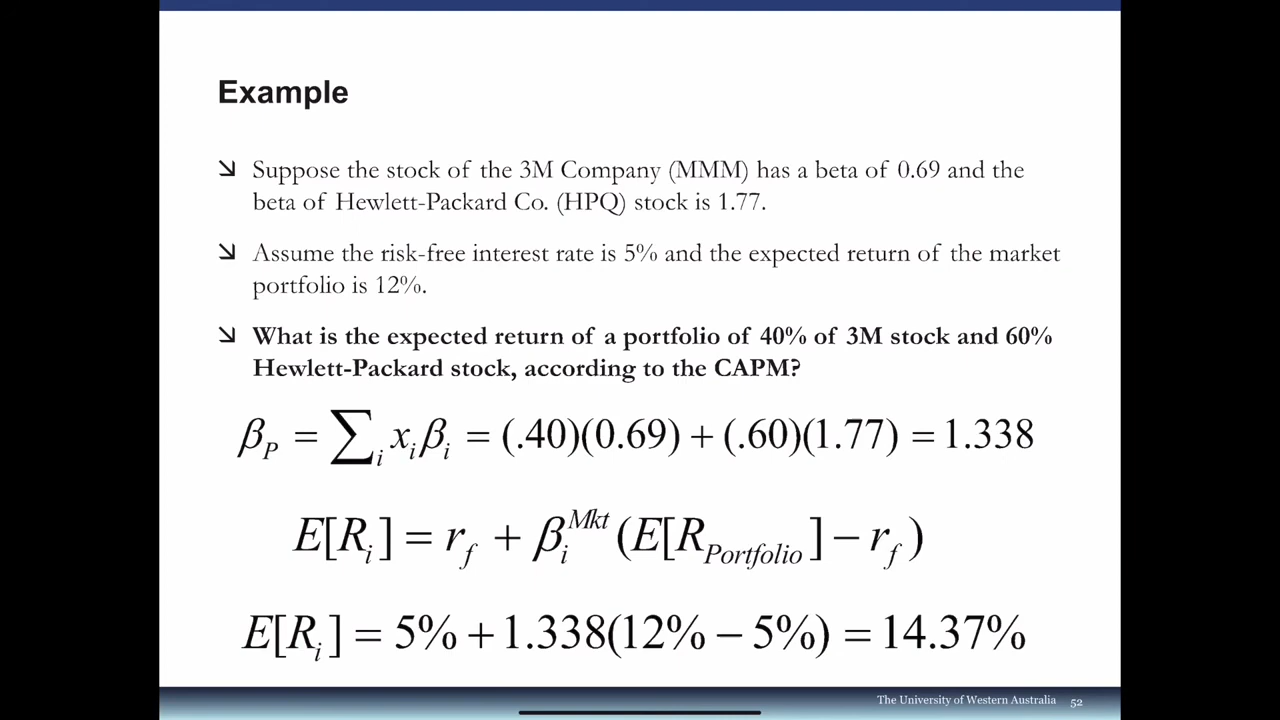 Example
Suppose the stock of the 3M Company (MMM) has a beta of 0.69 and the
beta of Hewlett-Packard Co. (HPQ) stock is 1.77.
Assume the risk-free interest rate is 5% and the expected return of the market
portfolio is 12%.
What is the expected return of a portfolio of 40% of 3M stock and 60%
Hewlett-Packard stock, according to the CAPM?
β_P = ∑_i x_i β_i = (.40)(0.69) + (.60)(1.77) = 1.338
E[R_i] = r_f + β_i^Mkt (E[R_Portfolio] − r_f)
E[R_i] = 5% + 1.338(12% − 5%) = 14.37%
The University of Western Australia 52